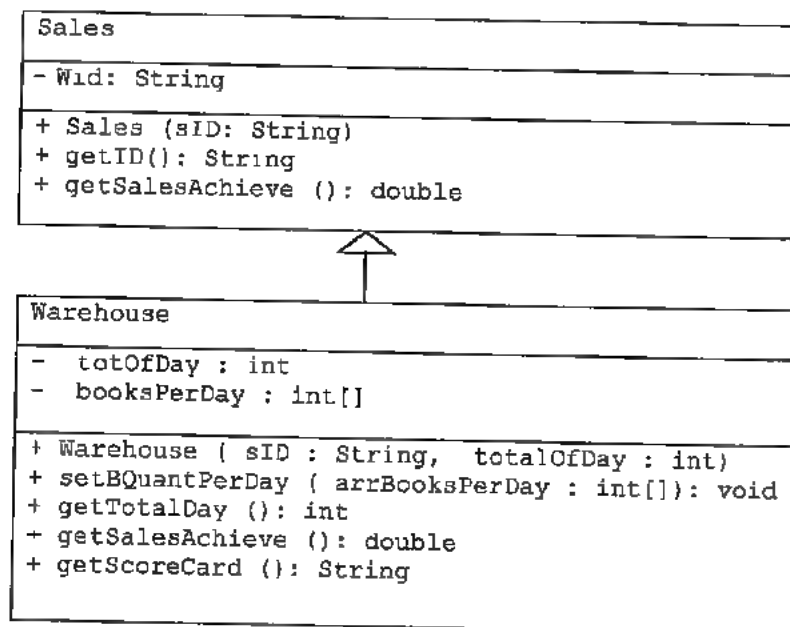 Sales
- Wid: String
+ Sales (sID: String)
+ getID(): String
+ getSalesAchieve (): double
Warehouse
- totOfDay : int
- booksPerDay : int[]
+ Warehouse ( sID : String, totalOfDay : int)
+ setBQuantPerDay ( arrBooksPerDay : int[]): void
+ getTotalDay (): int
+ getSalesAchieve (): double
+ getScoreCard (): String